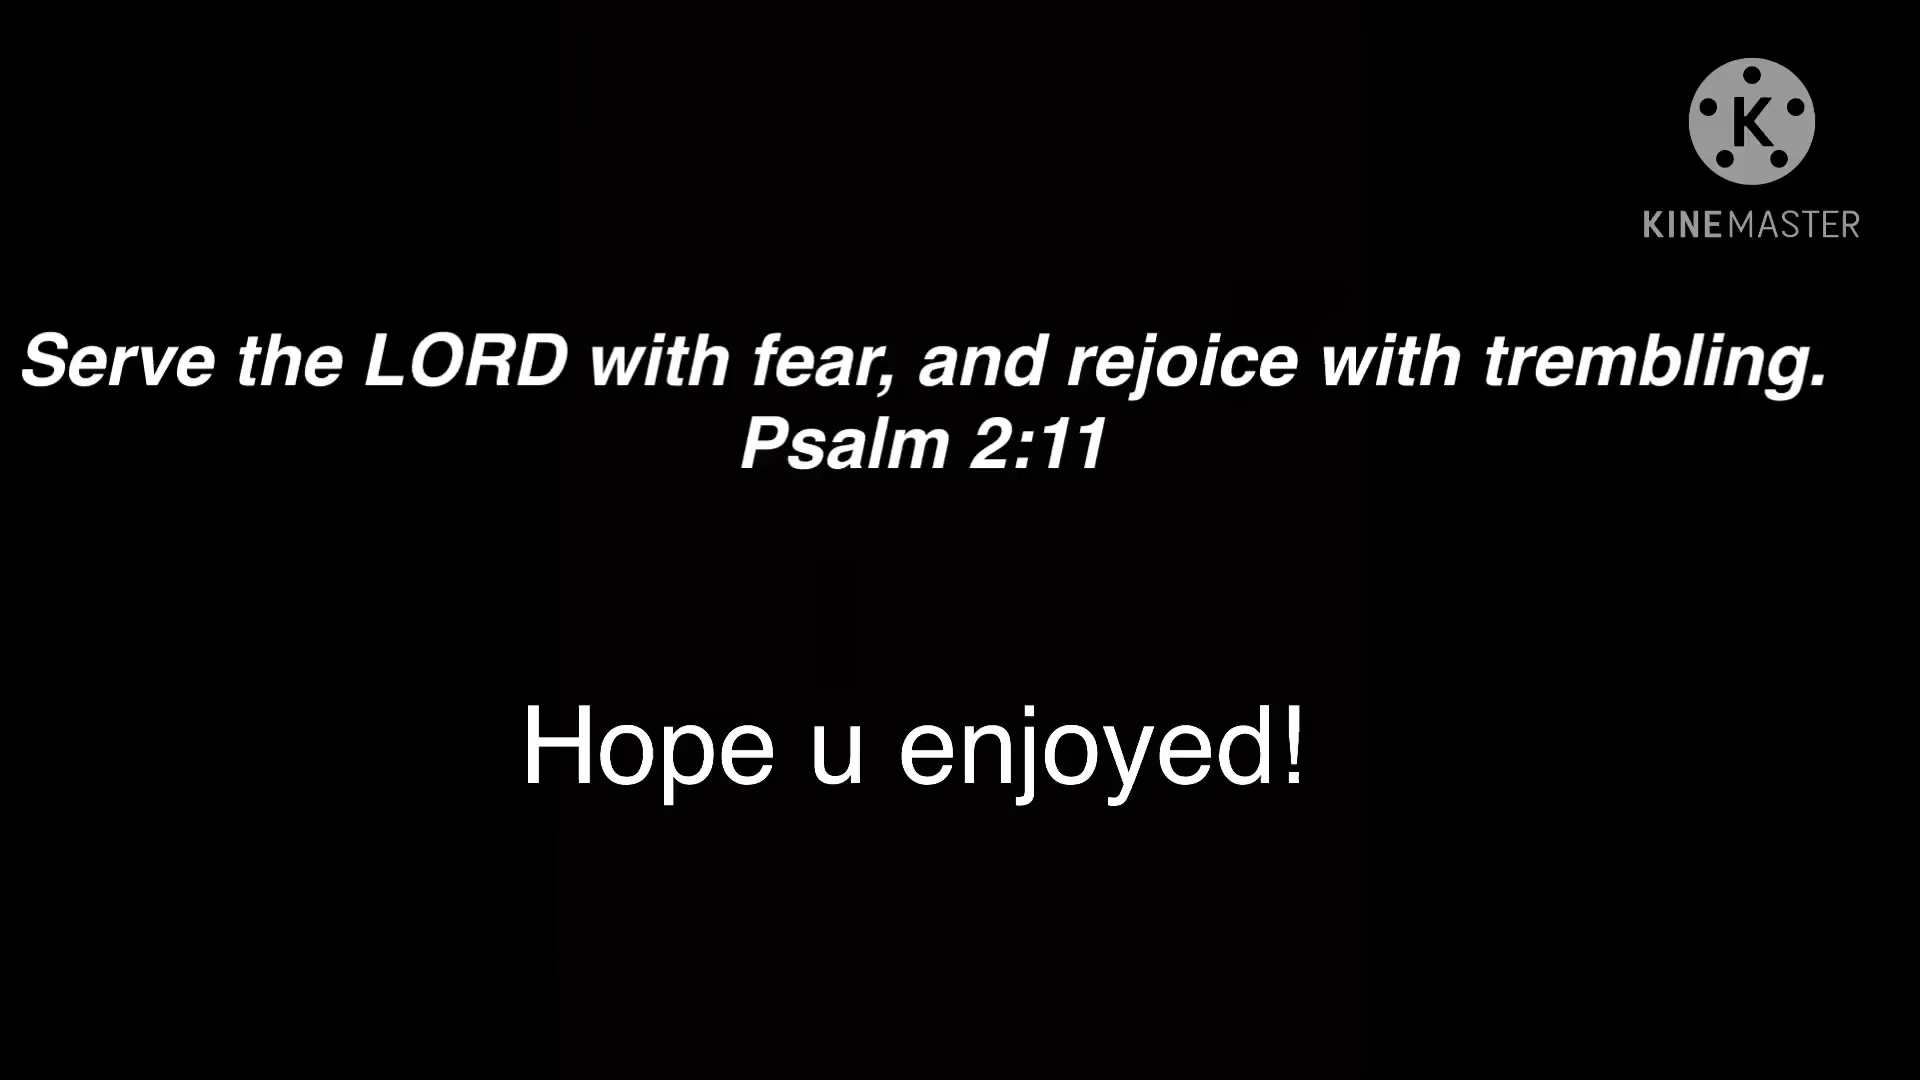 K
KINEMASTER
Serve the LORD with fear, and rejoice with trembling.
Psalm 2:11
Hope u enjoyed!